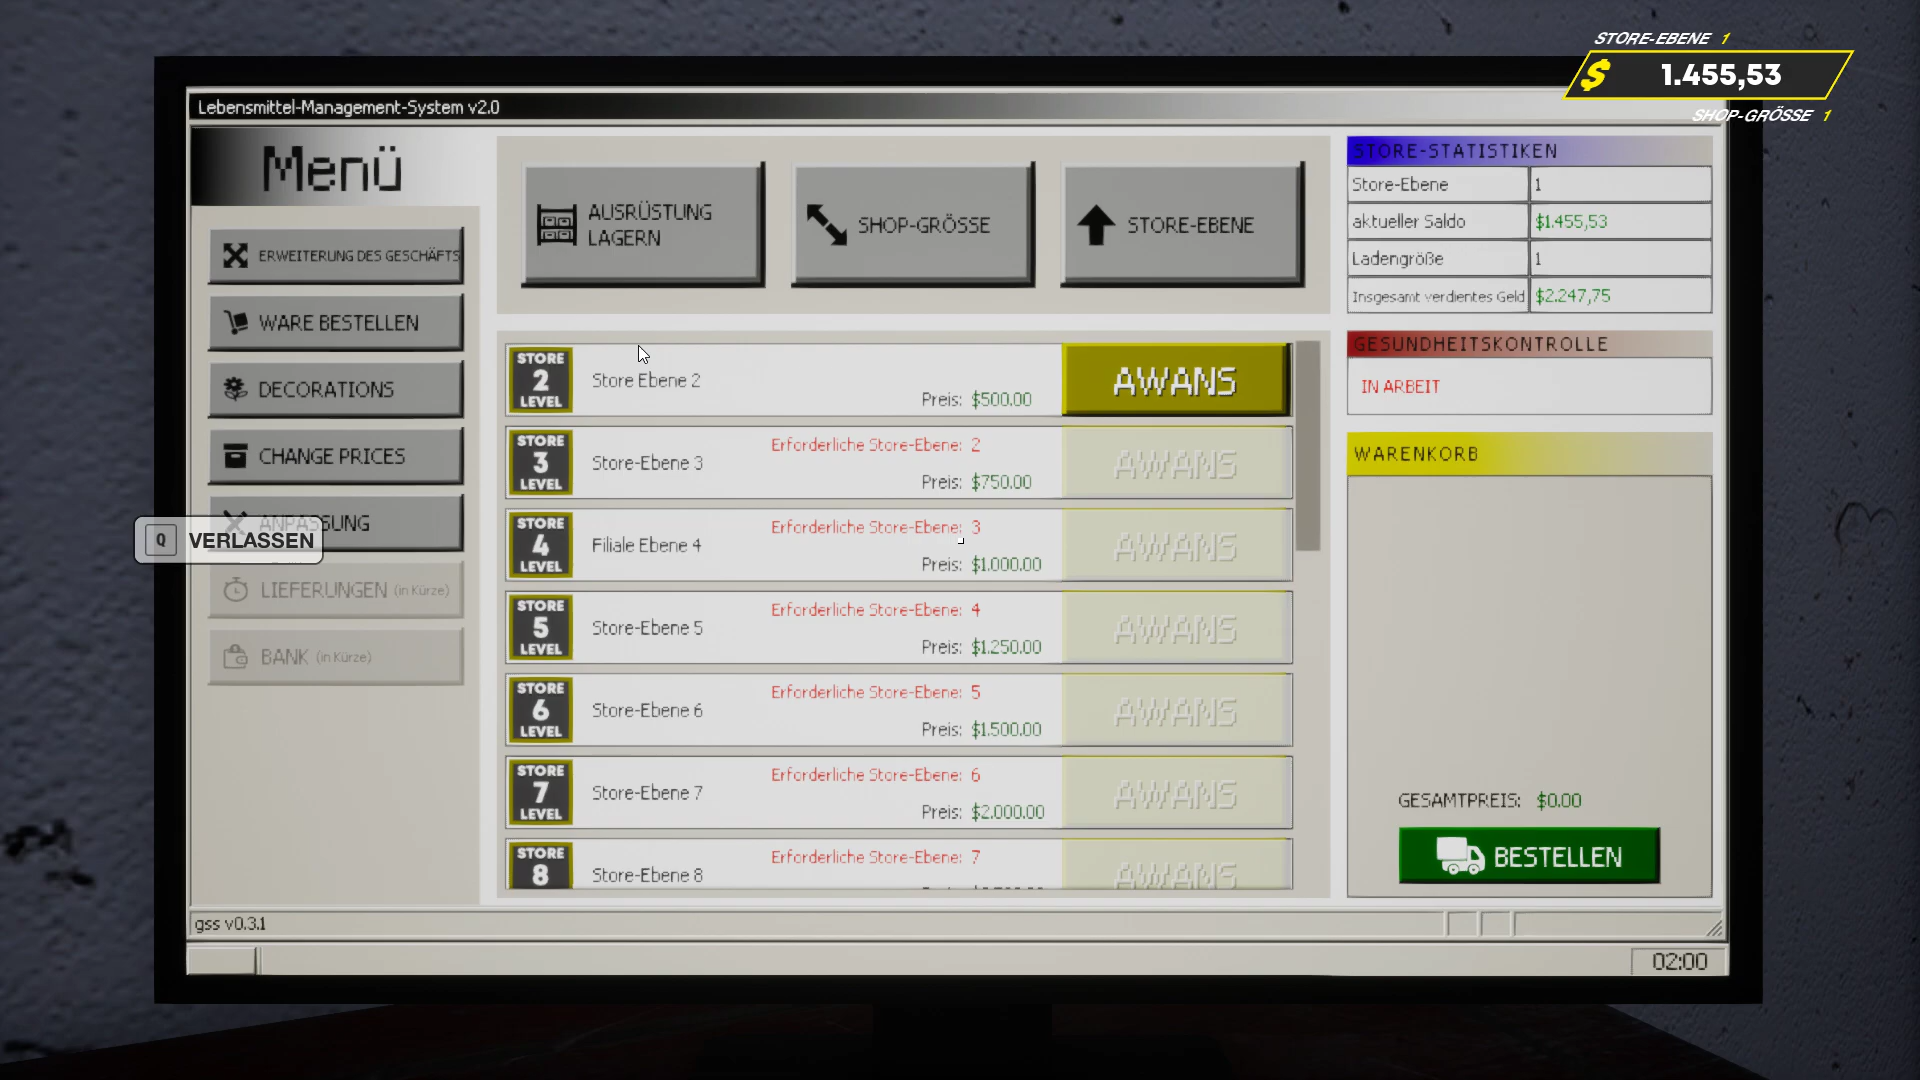 STORE-EBENE 1
$ 1.455,53
SHOP-GRÖSSE 1
Lebensmittel-Management-System v2.0
Menü
ERWEITERUNG DES GESCHÄFTS
WARE BESTELLEN
DECORATIONS
CHANGE PRICES
ANPASSUNG
Q VERLASSEN
LIEFERUNGEN (in Kürze)
BANK (in Kürze)
AUSRÜSTUNG
LAGERN
SHOP-GRÖSSE
STORE-EBENE
STORE
2
LEVEL
Store Ebene 2
Preis: $500.00
AWANS
STORE
3
LEVEL
Store-Ebene 3
Erforderliche Store-Ebene: 2
Preis: $750.00
AWANS
STORE
4
LEVEL
Filiale Ebene 4
Erforderliche Store-Ebene: 3
Preis: $1.000.00
AWANS
STORE
5
LEVEL
Store-Ebene 5
Erforderliche Store-Ebene: 4
Preis: $1.250.00
AWANS
STORE
6
LEVEL
Store-Ebene 6
Erforderliche Store-Ebene: 5
Preis: $1.500.00
AWANS
STORE
7
LEVEL
Store-Ebene 7
Erforderliche Store-Ebene: 6
Preis: $2.000.00
AWANS
STORE
8
Store-Ebene 8
Erforderliche Store-Ebene: 7
AWANS
STORE-STATISTIKEN
Store-Ebene 1
aktueller Saldo $1.455,53
Ladengröße 1
Insgesamt verdientes Geld $2.247,75
GESUNDHEITSKONTROLLE
IN ARBEIT
WARENKORB
GESAMTPREIS: $0.00
BESTELLEN
gss v0.3.1
02:00